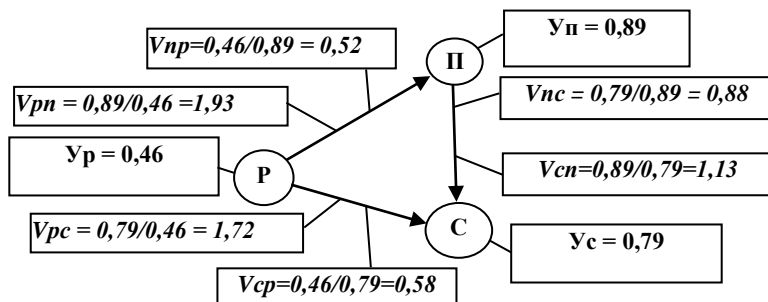 Vпр=0,46/0,89 = 0,52
П
Уп = 0,89
Vрп = 0,89/0,46 =1,93
Vпс = 0,79/0,89 = 0,88
Ур = 0,46
Р
Vсп=0,89/0,79=1,13
Vрс = 0,79/0,46 = 1,72
С
Ус = 0,79
Vср=0,46/0,79=0,58